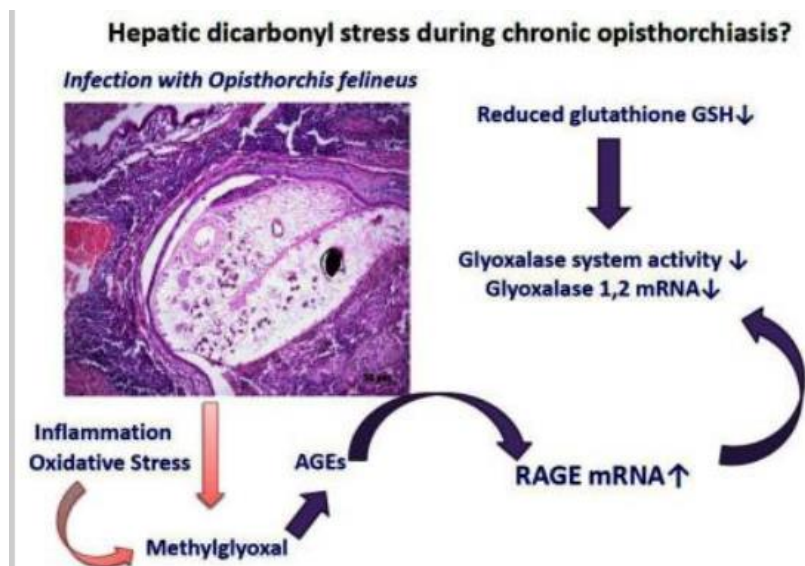 Hepatic dicarbonyl stress during chronic opisthorchiasis?
Infection with Opisthorchis felineus
Reduced glutathione GSH↓
Glyoxalase system activity ↓
Glyoxalase 1,2 mRNA↓
Inflammation
Oxidative Stress
AGEs
RAGE mRNA↑
Methylglyoxal